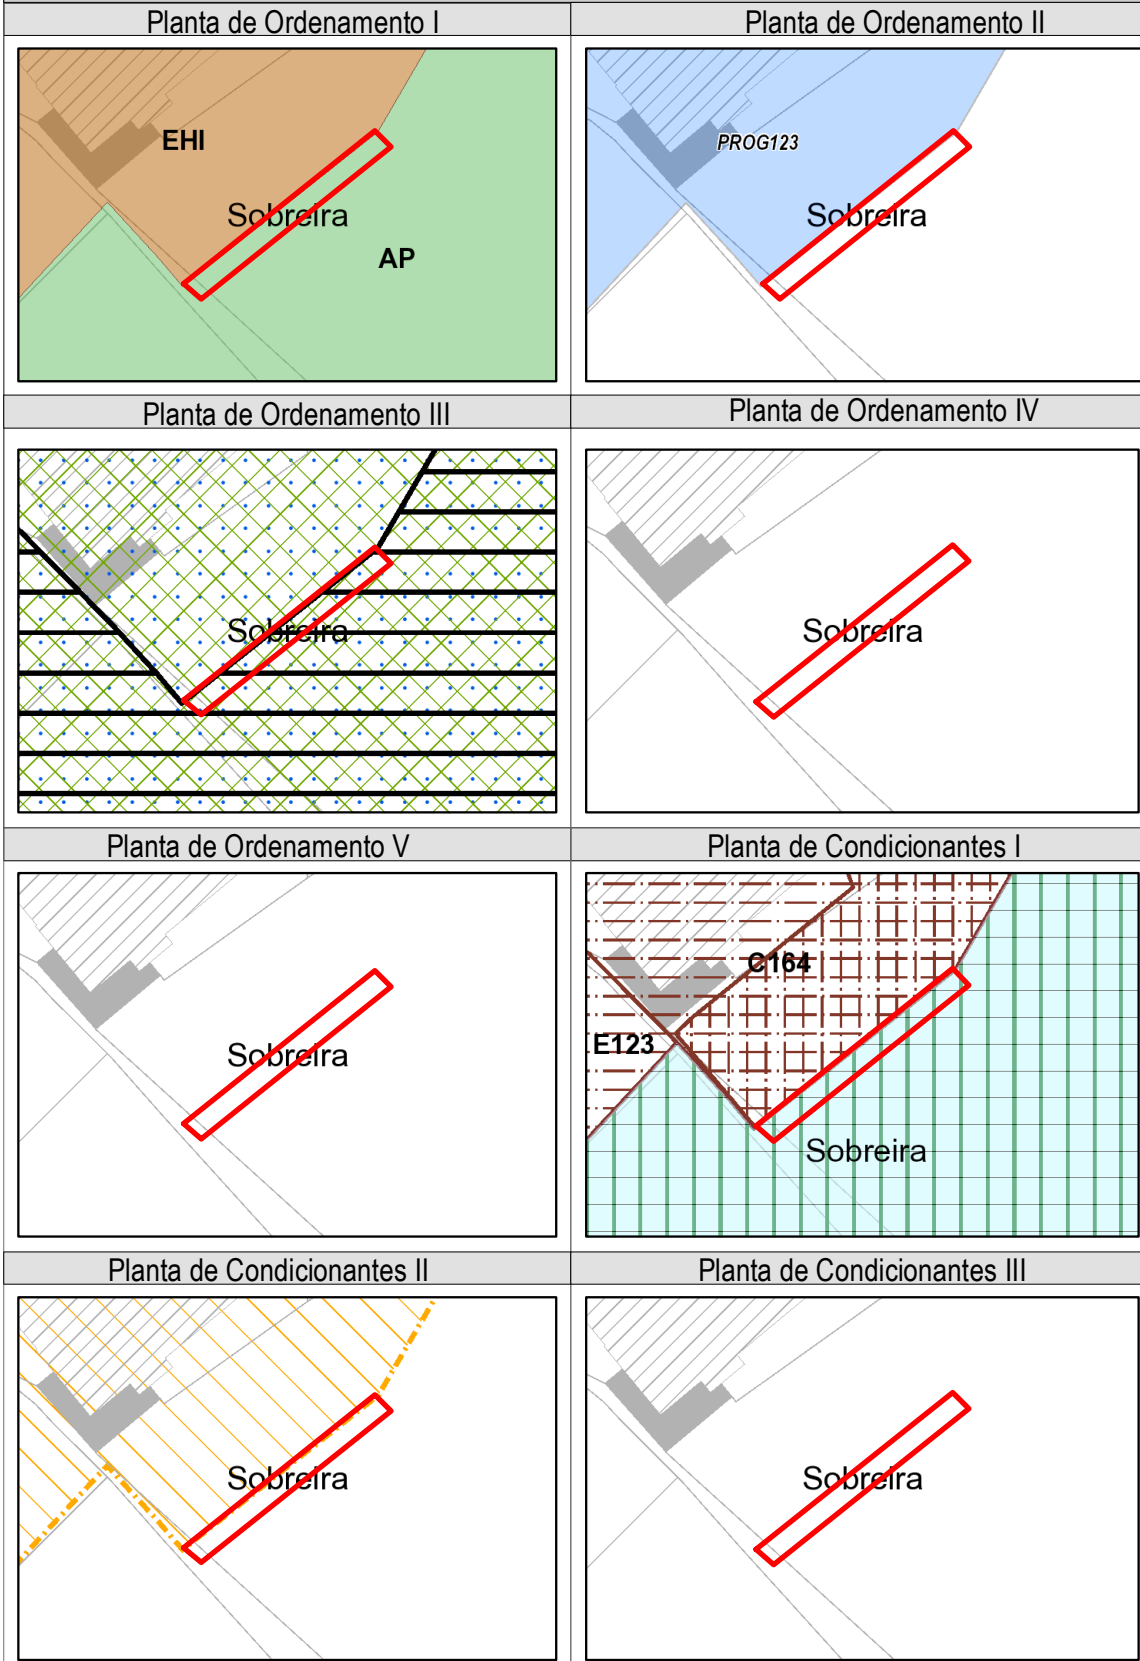 Planta de Ordenamento I
Planta de Ordenamento II
EHI
Sobreira
AP
PROG123
Sobreira
Planta de Ordenamento III
Planta de Ordenamento IV
Sobreira
Sobreira
Planta de Ordenamento V
Planta de Condicionantes I
Sobreira
C164
E123
Sobreira
Planta de Condicionantes II
Planta de Condicionantes III
Sobreira
Sobreira